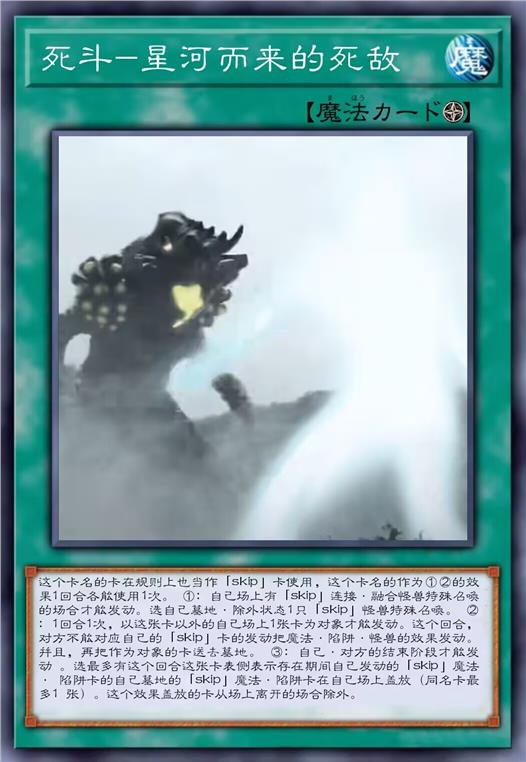 死斗-星河而来的死敌
魔
ま ほう
【魔法カード】
这个卡名的卡在规则上也当作「skip」卡使用，这个卡名的作为①②的效
果1回合各能使用1次。 ①：自己场上有「skip」连接·融合怪兽特殊召唤
的场合才能发动。选自己墓地·除外状态1只「skip」怪兽特殊召唤。 ②
：1回合1次，以这张卡以外的自己场上1张卡为对象才能发动。这个回合，
对方不能对应自己的「skip」卡的发动把魔法·陷阱·怪兽的效果发动。
并且，再把作为对象的卡送去墓地。 ③：自己·对方的结束阶段才能发
动 。选最多有这个回合这张卡表侧表示存在期间自己发动的「skip」魔法
· 陷阱卡的自己墓地的「skip」魔法·陷阱卡在自己场上盖放（同名卡最
多1 张）。这个效果盖放的卡从场上离开的场合除外。